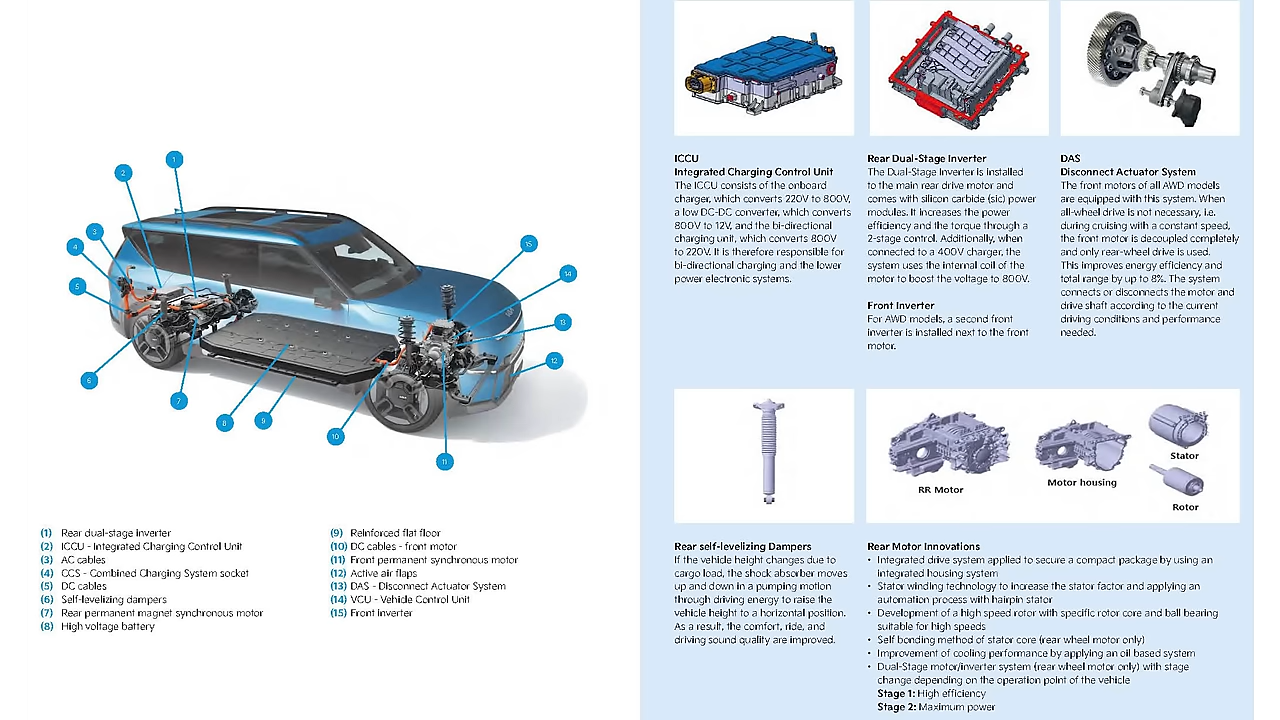 1
2
3
4
5
6
7
8
9
10
11
12
13
14
15
(1) Rear dual-stage inverter
(2) ICCU - Integrated Charging Control Unit
(3) AC cables
(4) CCS - Combined Charging System socket
(5) DC cables
(6) Self-levelizing dampers
(7) Rear permanent magnet synchronous motor
(8) High voltage battery
(9) Reinforced flat floor
(10) DC cables - front motor
(11) Front permanent synchronous motor
(12) Active air flaps
(13) DAS - Disconnect Actuator System
(14) VCU - Vehicle Control Unit
(15) Front inverter
ICCU
Integrated Charging Control Unit
The ICCU consists of the onboard
charger, which converts 220V to 800V,
a low DC-DC converter, which converts
800V to 12V, and the bi-directional
charging unit, which converts 800V
to 220V. It is therefore responsible for
bi-directional charging and the lower
power electronic systems.
Rear Dual-Stage Inverter
The Dual-Stage Inverter is installed
to the main rear drive motor and
comes with silicon carbide (sic) power
modules. It increases the power
efficiency and the torque through a
2-stage control. Additionally, when
connected to a 400V charger, the
system uses the internal coil of the
motor to boost the voltage to 800V.
Front Inverter
For AWD models, a second front
inverter is installed next to the front
motor.
DAS
Disconnect Actuator System
The front motors of all AWD models
are equipped with this system. When
all-wheel drive is not necessary, i.e.
during cruising with a constant speed,
the front motor is decoupled completely
and only rear-wheel drive is used.
This improves energy efficiency and
total range by up to 8%. The system
connects or disconnects the motor and
drive shaft according to the current
driving conditions and performance
needed.
RR Motor
Motor housing
Stator
Rotor
Rear self-levelizing Dampers
If the vehicle height changes due to
cargo load, the shock absorber moves
up and down in a pumping motion
through driving energy to raise the
vehicle height to a horizontal position.
As a result, the comfort, ride, and
driving sound quality are improved.
Rear Motor Innovations
• Integrated drive system applied to secure a compact package by using an
integrated housing system
• Stator winding technology to increase the stator factor and applying an
automation process with hairpin stator
• Development of a high speed rotor with specific rotor core and ball bearing
suitable for high speeds
• Self bonding method of stator core (rear wheel motor only)
• Improvement of cooling performance by applying an oil based system
• Dual-Stage motor/inverter system (rear wheel motor only) with stage
change depending on the operation point of the vehicle
Stage 1: High efficiency
Stage 2: Maximum power